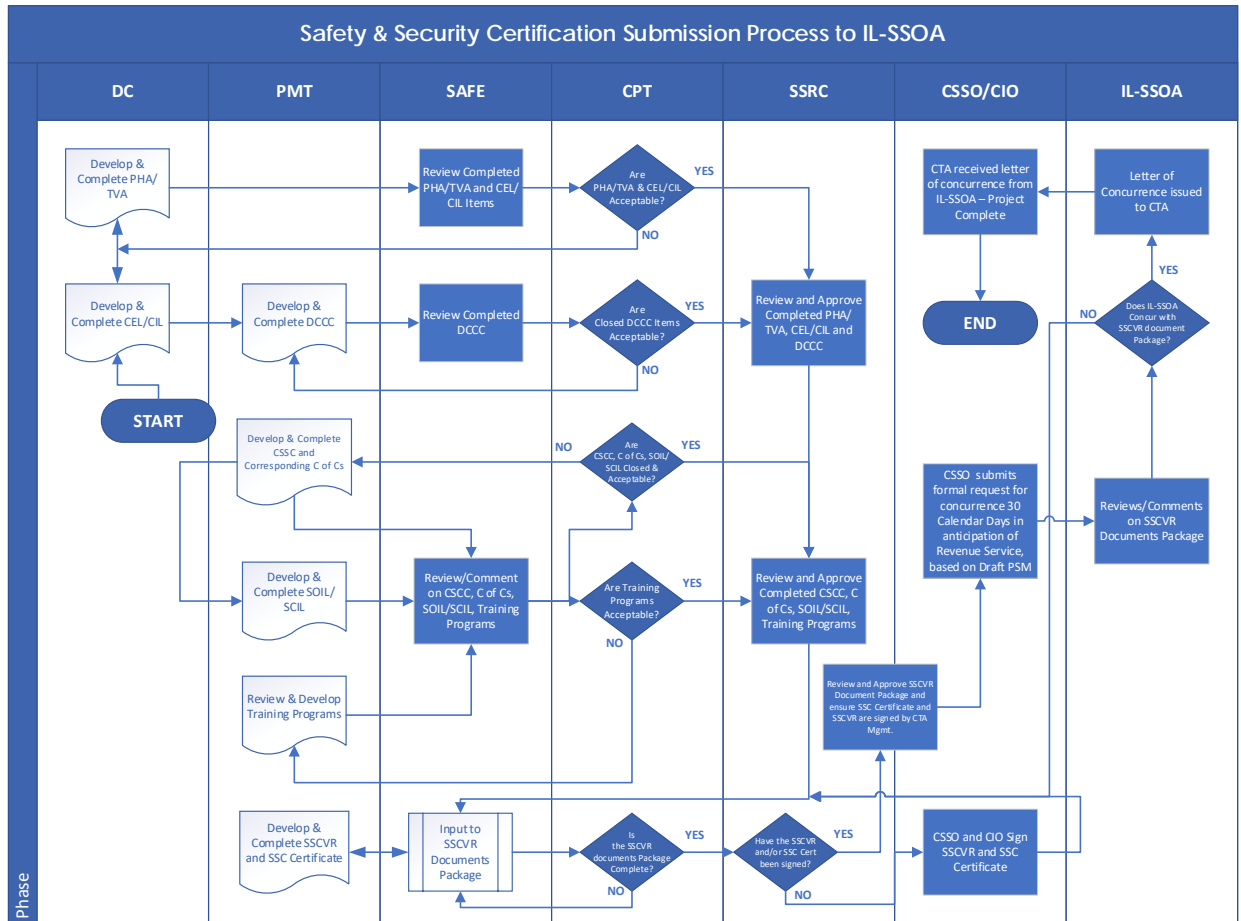 Safety & Security Certification Submission Process to IL-SSOA
DC
PMT
SAFE
CPT
SSRC
CSSO/CIO
IL-SSOA
Phase
Develop &
Complete PHA/
TVA
Review Completed
PHA/TVA and CEL/
CIL Items
Are
PHA/TVA & CEL/CIL
Acceptable?
YES
NO
CTA received letter
of concurrence from
IL-SSOA – Project
Complete
Letter of
Concurrence issued
to CTA
YES
Develop &
Complete CEL/CIL
Develop &
Complete DCCC
Review Completed
DCCC
Are
Closed DCCC Items
Acceptable?
YES
NO
Review and Approve
Completed PHA/
TVA, CEL/CIL and
DCCC
END
NO
Does IL-SSOA
Concur with
SSCVR document
Package?
START
Develop & Complete
CSSC and
Corresponding C of Cs
NO
Are
CSCC, C of Cs, SOIL/
SCIL Closed &
Acceptable?
YES
CSSO submits
formal request for
concurrence 30
Calendar Days in
anticipation of
Revenue Service,
based on Draft PSM
Reviews/Comments
on SSCVR
Documents Package
Develop &
Complete SOIL/
SCIL
Review/Comment
on CSCC, C of Cs,
SOIL/SCIL, Training
Programs
Are Training
Programs
Acceptable?
YES
NO
Review and Approve
Completed CSCC, C
of Cs, SOIL/SCIL,
Training Programs
Review & Develop
Training Programs
Review and Approve SSCVR
Document Package and
ensure SSC Certificate and
SSCVR are signed by CTA
Mgmt.
Develop &
Complete SSCVR
and SSC Certificate
Input to
SSCVR
Documents
Package
Is
the SSCVR
documents Package
Complete?
YES
NO
Have the SSCVR
and/or SSC Cert
been signed?
YES
NO
CSSO and CIO Sign
SSCVR and SSC
Certificate